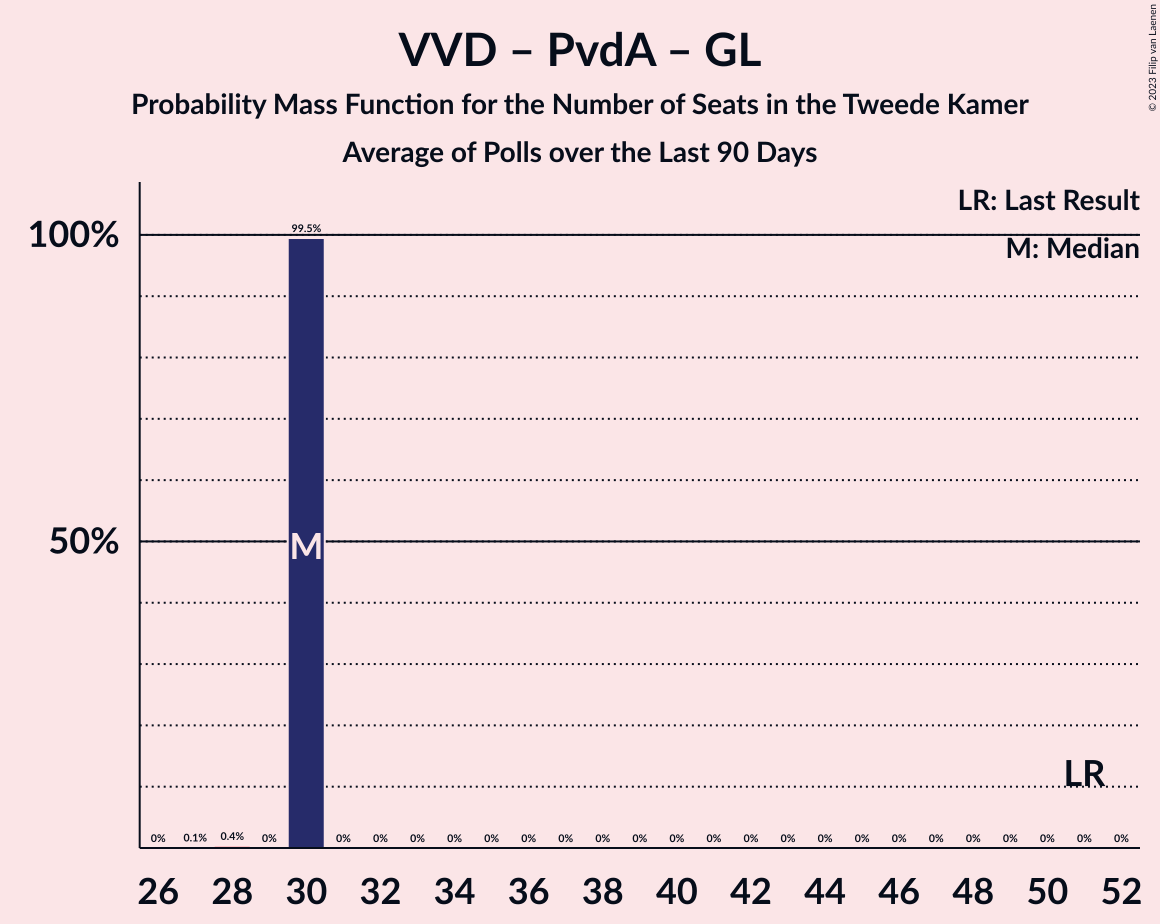 VVD – PvdA – GL
Probability Mass Function for the Number of Seats in the Tweede Kamer
Average of Polls over the Last 90 Days
© 2023 Filip van Laenen
LR: Last Result
M: Median
100%
50%
99.5%
M
LR
0% 0.1% 0.4% 0% 0% 0% 0% 0% 0% 0% 0% 0% 0% 0% 0% 0% 0% 0% 0% 0% 0% 0% 0% 0% 0% 0%
26 28 30 32 34 36 38 40 42 44 46 48 50 52